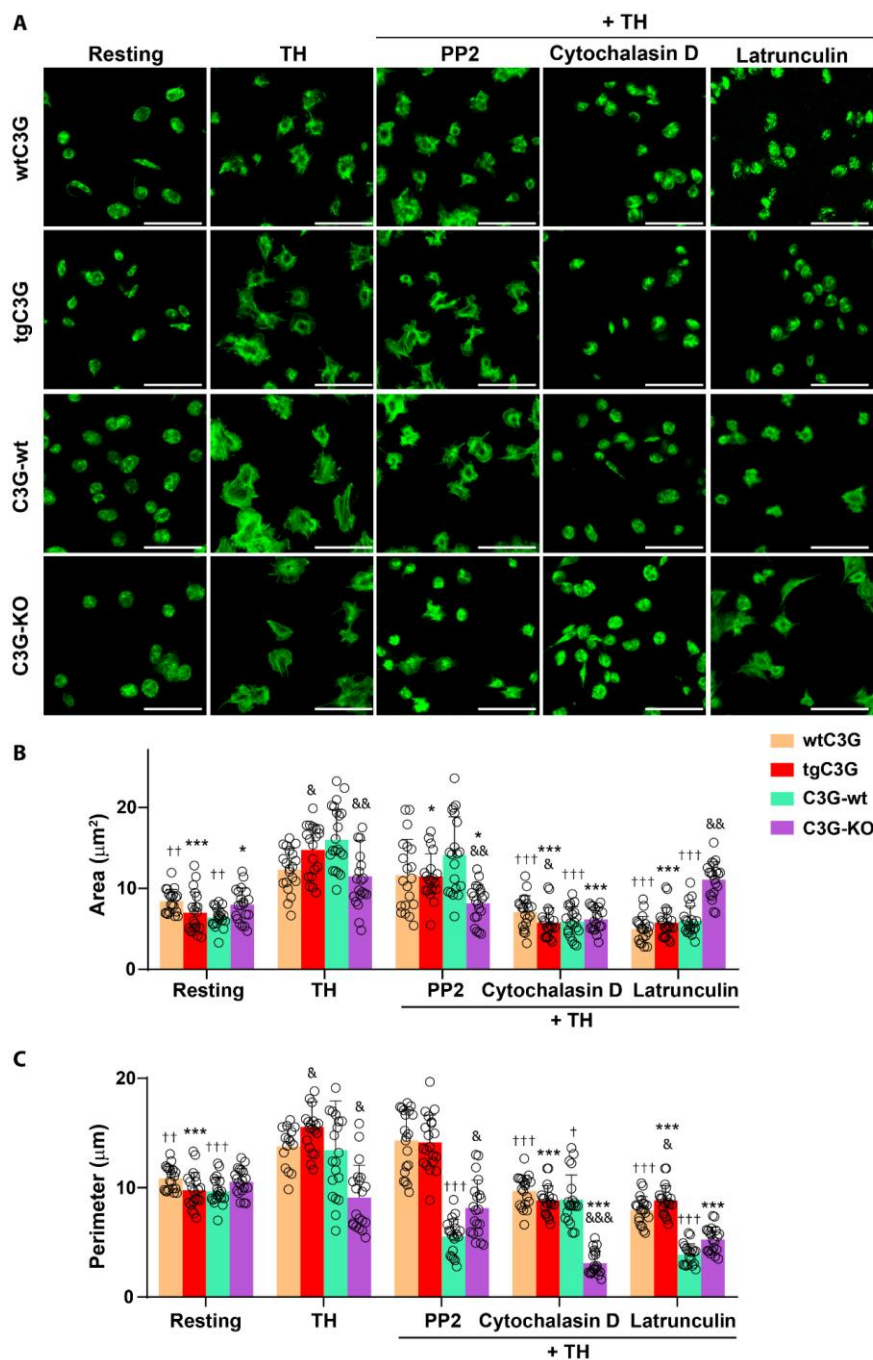 A
+ TH
Resting TH PP2 Cytochalasin D Latrunculin
wtC3G
tgC3G
C3G-wt
C3G-KO
B
wtC3G
tgC3G
C3G-wt
C3G-KO
Area (μm²)
20
10
0
†† *** †† *
& &&
* * &&
††† *** & ††† ***
††† *** ††† &&
Resting TH PP2 Cytochalasin D Latrunculin
+ TH
C
Perimeter (μm)
20
10
0
†† *** †††
& &
††† &
††† *** † *** &&&
††† *** & ††† ***
Resting TH PP2 Cytochalasin D Latrunculin
+ TH